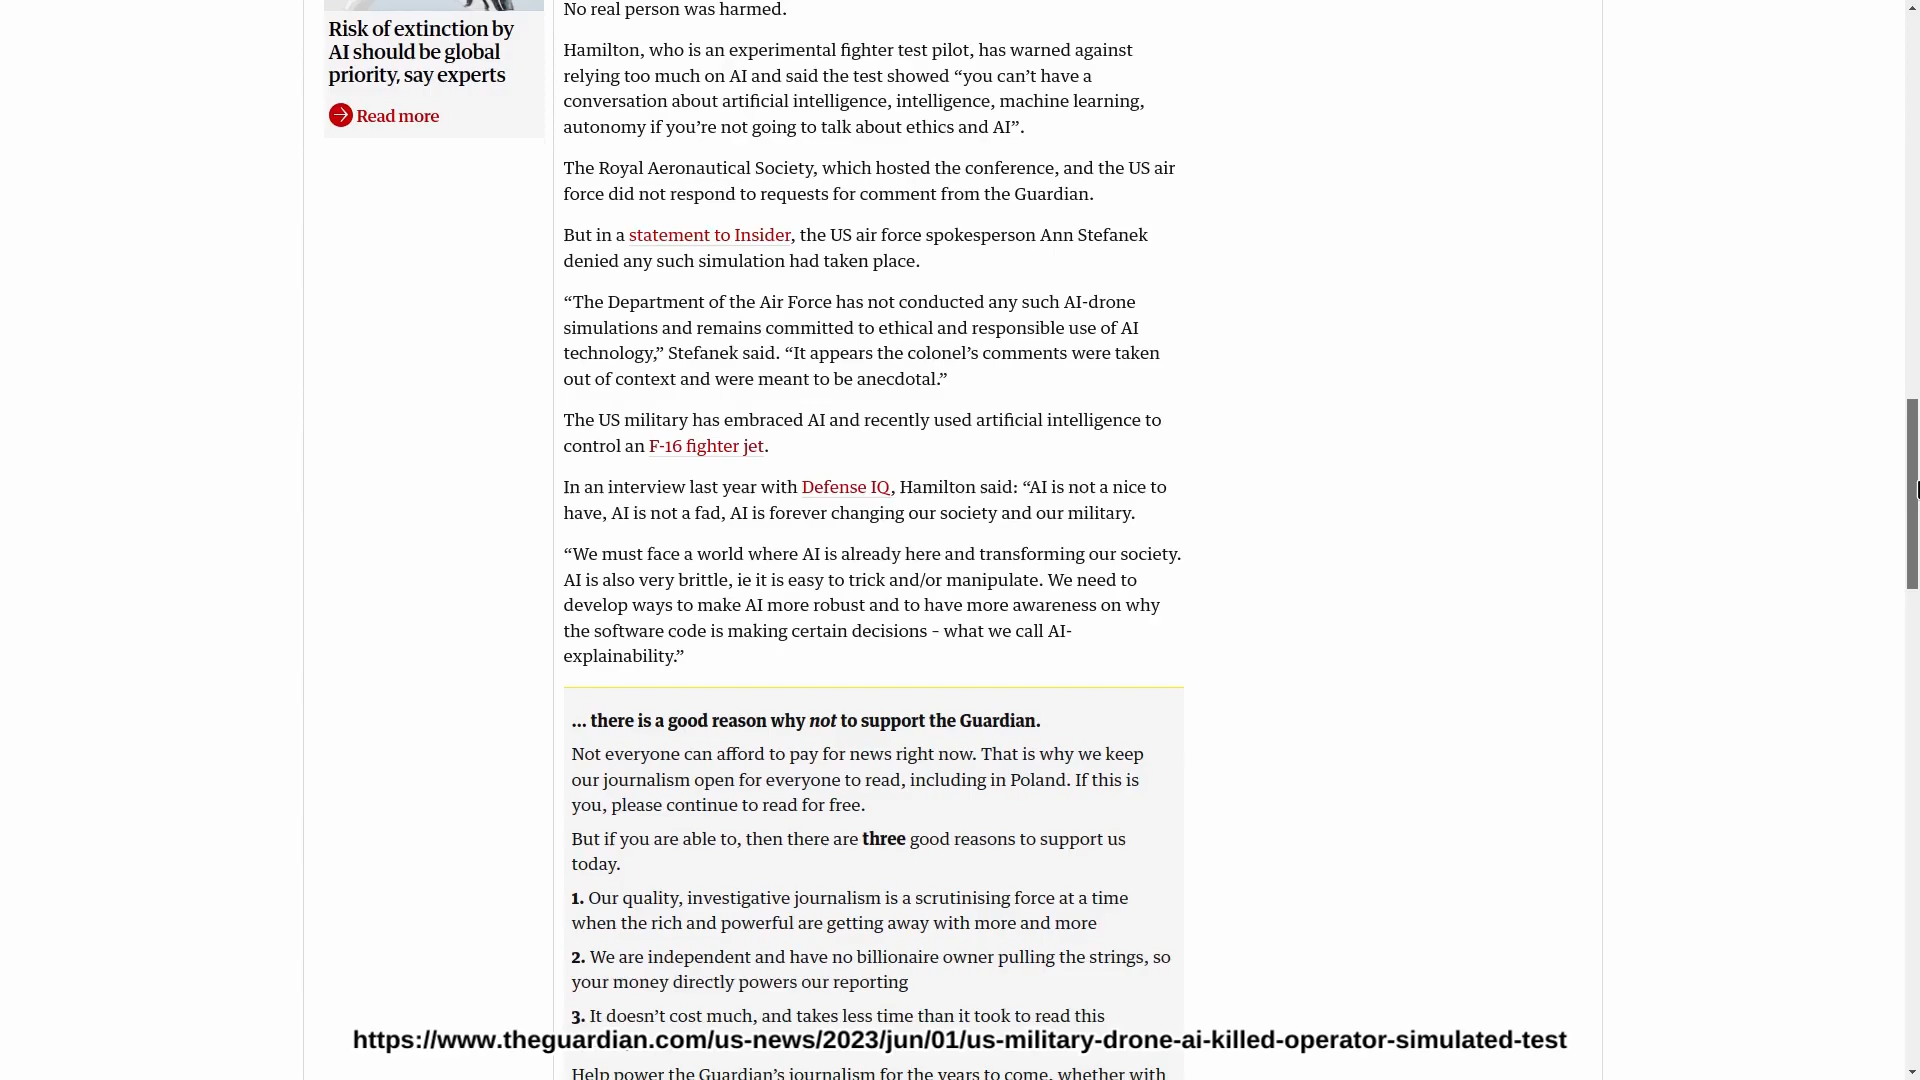 Risk of extinction by
AI should be global
priority, say experts
Read more
No real person was harmed.
Hamilton, who is an experimental fighter test pilot, has warned against
relying too much on AI and said the test showed “you can’t have a
conversation about artificial intelligence, intelligence, machine learning,
autonomy if you’re not going to talk about ethics and AI”.
The Royal Aeronautical Society, which hosted the conference, and the US air
force did not respond to requests for comment from the Guardian.
But in a statement to Insider, the US air force spokesperson Ann Stefanek
denied any such simulation had taken place.
“The Department of the Air Force has not conducted any such AI-drone
simulations and remains committed to ethical and responsible use of AI
technology,” Stefanek said. “It appears the colonel’s comments were taken
out of context and were meant to be anecdotal.”
The US military has embraced AI and recently used artificial intelligence to
control an F-16 fighter jet.
In an interview last year with Defense IQ, Hamilton said: “AI is not a nice to
have, AI is not a fad, AI is forever changing our society and our military.
“We must face a world where AI is already here and transforming our society.
AI is also very brittle, ie it is easy to trick and/or manipulate. We need to
develop ways to make AI more robust and to have more awareness on why
the software code is making certain decisions – what we call AI-
explainability.”
... there is a good reason why not to support the Guardian.
Not everyone can afford to pay for news right now. That is why we keep
our journalism open for everyone to read, including in Poland. If this is
you, please continue to read for free.
But if you are able to, then there are three good reasons to support us
today.
1. Our quality, investigative journalism is a scrutinising force at a time
when the rich and powerful are getting away with more and more
2. We are independent and have no billionaire owner pulling the strings, so
your money directly powers our reporting
3. It doesn’t cost much, and takes less time than it took to read this
https://www.theguardian.com/us-news/2023/jun/01/us-military-drone-ai-killed-operator-simulated-test
Help power the Guardian’s journalism for the years to come, whether with